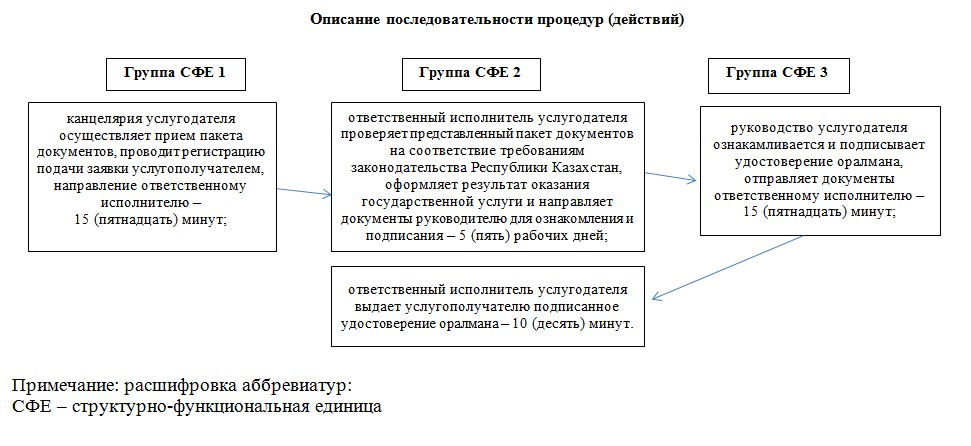 Описание последовательности процедур (действий)
Группа СФЕ 1
Группа СФЕ 2
Группа СФЕ 3
канцелярия услугодателя
осуществляет прием пакета
документов, проводит регистрацию
подачи заявки услугополучателем,
направление ответственному
исполнителю –
15 (пятнадцать) минут;
ответственный исполнитель услугодателя
проверяет представленный пакет документов
на соответствие требованиям
законодательства Республики Казахстан,
оформляет результат оказания
государственной услуги и направляет
документы руководителю для ознакомления и
подписания – 5 (пять) рабочих дней;
руководство услугодателя
ознакамливается и подписывает
удостоверение оралмана,
отправляет документы
ответственному исполнителю –
15 (пятнадцать) минут;
ответственный исполнитель услугодателя
выдает услугополучателю подписанное
удостоверение оралмана – 10 (десять) минут.
Примечание: расшифровка аббревиатур:
СФЕ – структурно-функциональная единица